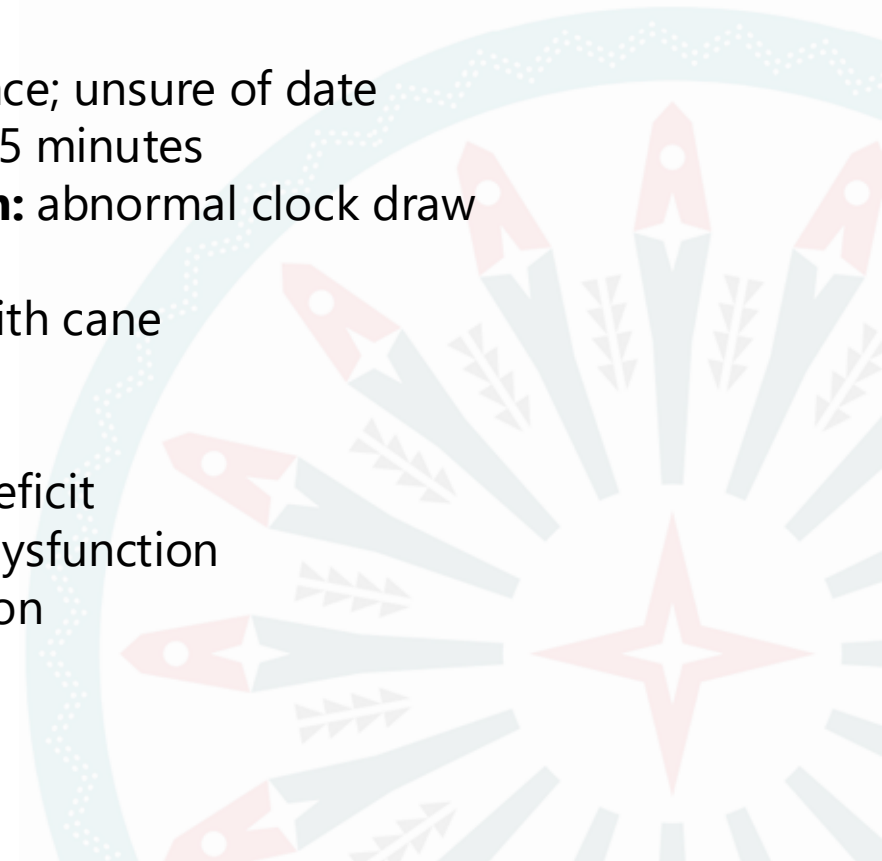 ce; unsure of date
5 minutes
n: abnormal clock draw
ith cane
eficit
ysfunction
on